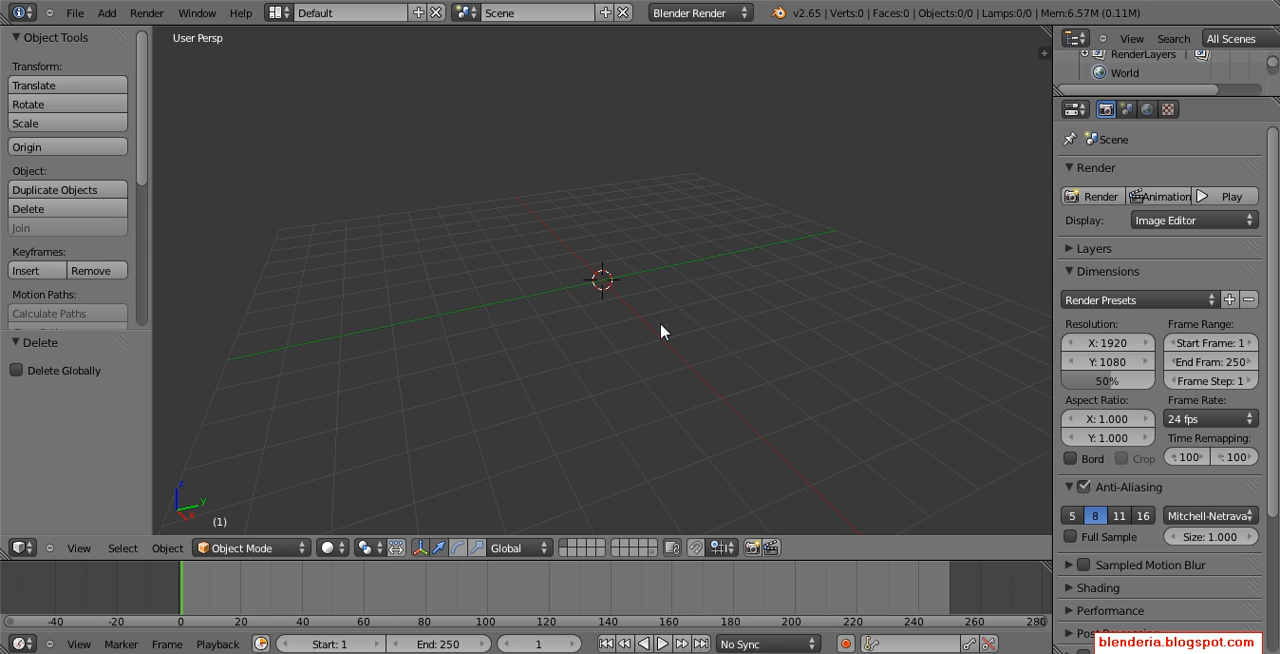 File Add Render Window Help Default Scene Blender Render v2.65 | Verts:0 | Faces:0 | Objects:0/0 | Lamps:0/0 | Mem:6.57M (0.11M)
Object Tools
Transform:
Translate
Rotate
Scale
Origin
Object:
Duplicate Objects
Delete
Join
Keyframes:
Insert Remove
Motion Paths:
Calculate Paths
Delete
Delete Globally
User Persp
(1)
z
y
x
View Select Object Object Mode Global
-40 -20 0 20 40 60 80 100 120 140 160 180 200 220 240 260 280
View Marker Frame Playback Start: 1 End: 250 1 No Sync
View Search All Scenes
RenderLayers
World
Scene
Render
Render Animation Play
Display: Image Editor
Layers
Dimensions
Render Presets
Resolution: Frame Range:
X: 1920 Start Frame: 1
Y: 1080 End Fram: 250
50% Frame Step: 1
Aspect Ratio: Frame Rate:
X: 1.000 24 fps
Y: 1.000 Time Remapping:
Bord Crop : 100 : 100
Anti-Aliasing
5 8 11 16 Mitchell-Netrava
Full Sample Size: 1.000
Sampled Motion Blur
Shading
Performance
blenderia.blogspot.com